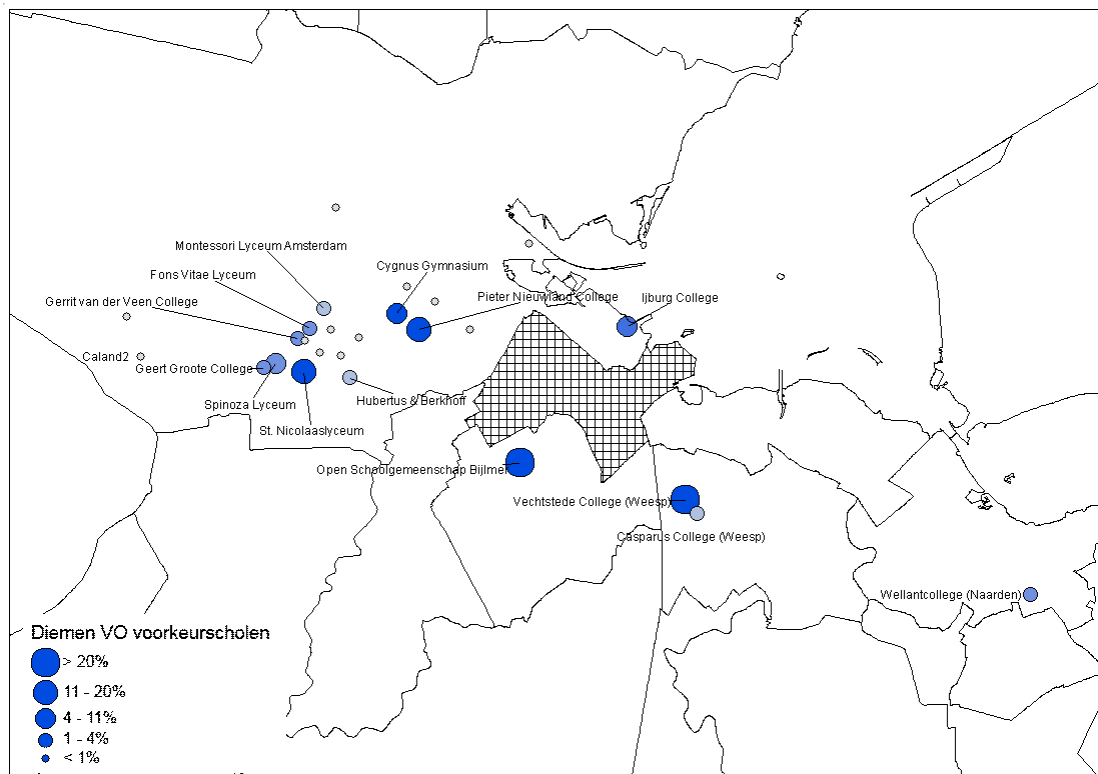 Montessori Lyceum Amsterdam
Fons Vitae Lyceum
Cygnus Gymnasium
Gerrit van der Veen College
Pieter Nieuwland College
Ijburg College
Caland2
Geert Groote College
Spinoza Lyceum
Hubertus & Berkhoff
St. Nicolaaslyceum
Open Schoolgemeenschap Bijlmer
Vechtstede College (Weesp)
Casparus College (Weesp)
Wellantcollege (Naarden)
Diemen VO voorkeurscholen
> 20%
11 - 20%
4 - 11%
1 - 4%
< 1%